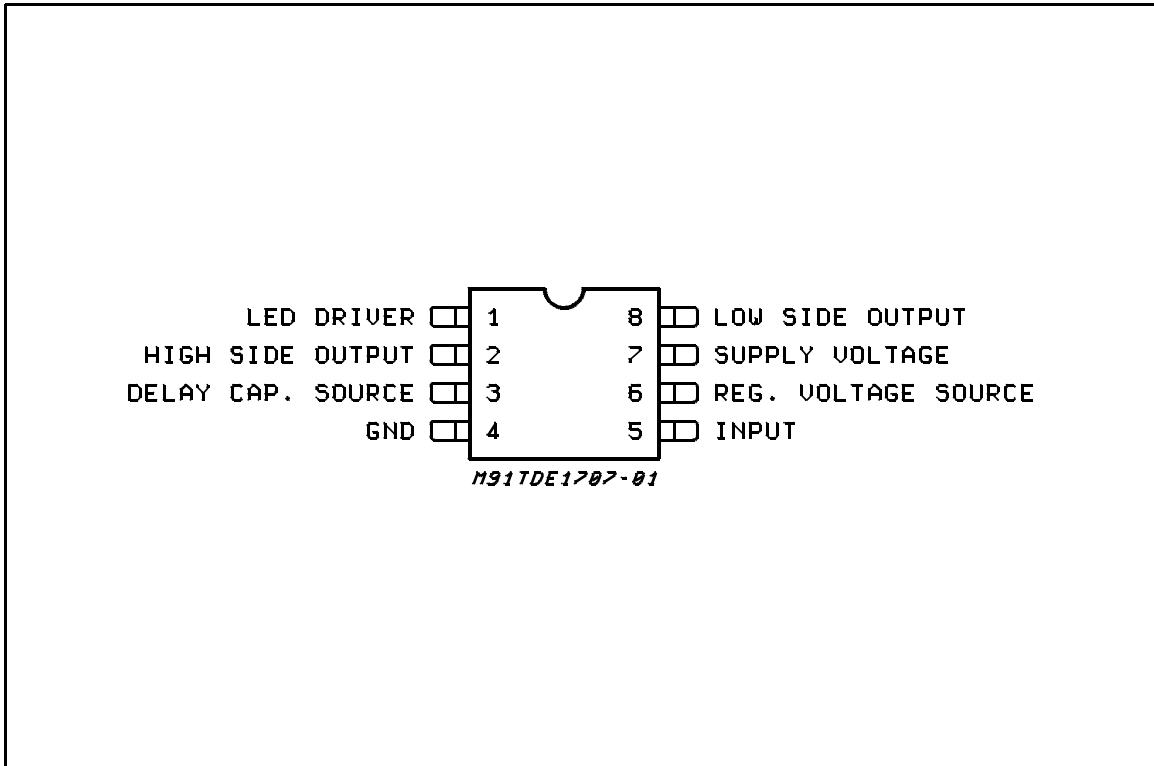 LED DRIVER 1 8 LOW SIDE OUTPUT
HIGH SIDE OUTPUT 2 7 SUPPLY VOLTAGE
DELAY CAP. SOURCE 3 6 REG. VOLTAGE SOURCE
GND 4 5 INPUT
M91TDE1707-01